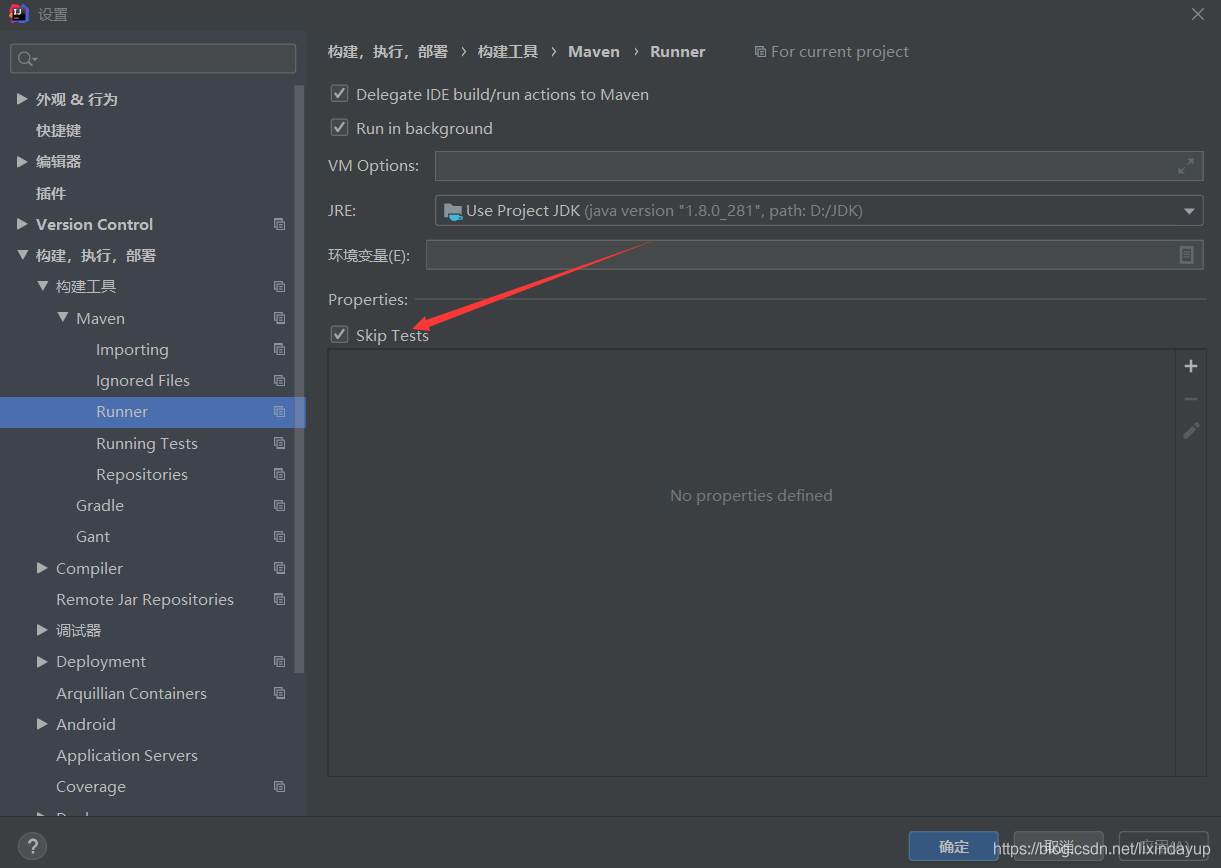 设置
构建，执行，部署 › 构建工具 › Maven › Runner For current project
Delegate IDE build/run actions to Maven
Run in background
VM Options:
JRE: Use Project JDK (java version "1.8.0_281", path: D:/JDK)
环境变量(E):
Properties:
Skip Tests
No properties defined
外观 & 行为
快捷键
编辑器
插件
Version Control
构建，执行，部署
构建工具
Maven
Importing
Ignored Files
Runner
Running Tests
Repositories
Gradle
Gant
Compiler
Remote Jar Repositories
调试器
Deployment
Arquillian Containers
Android
Application Servers
Coverage
?
确定
取消
https://blog.csdn.net/lixindayup